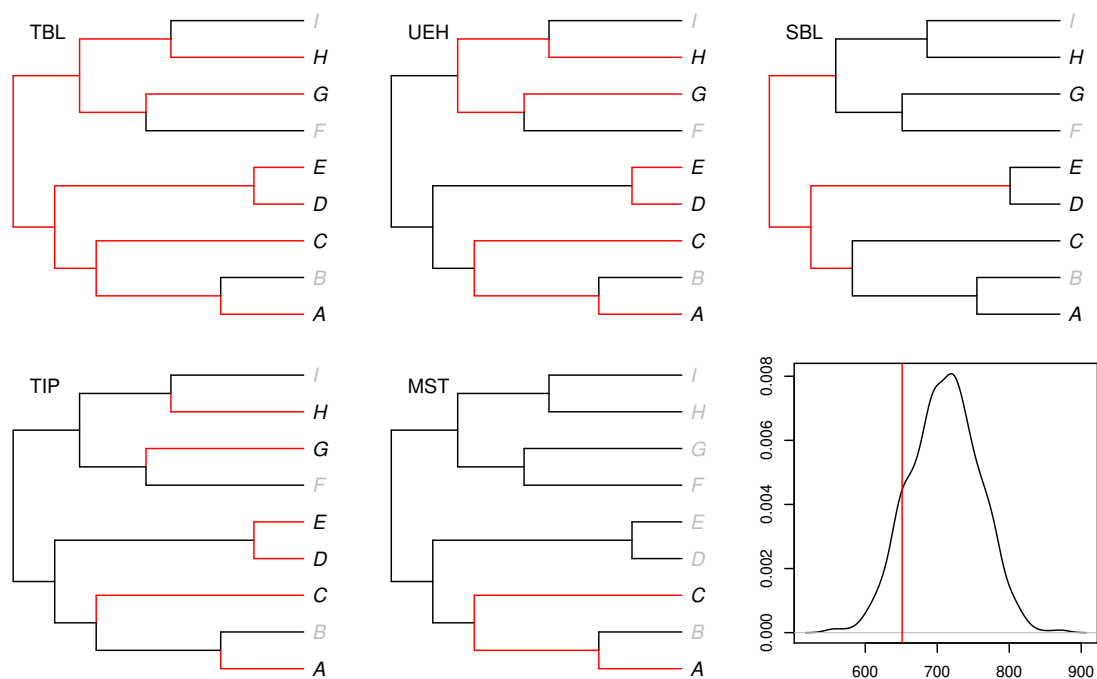 TBL
I
H
G
F
E
D
C
B
A
UEH
I
H
G
F
E
D
C
B
A
SBL
I
H
G
F
E
D
C
B
A
TIP
I
H
G
F
E
D
C
B
A
MST
I
H
G
F
E
D
C
B
A
0.008
0.006
0.004
0.002
0.000
600 700 800 900